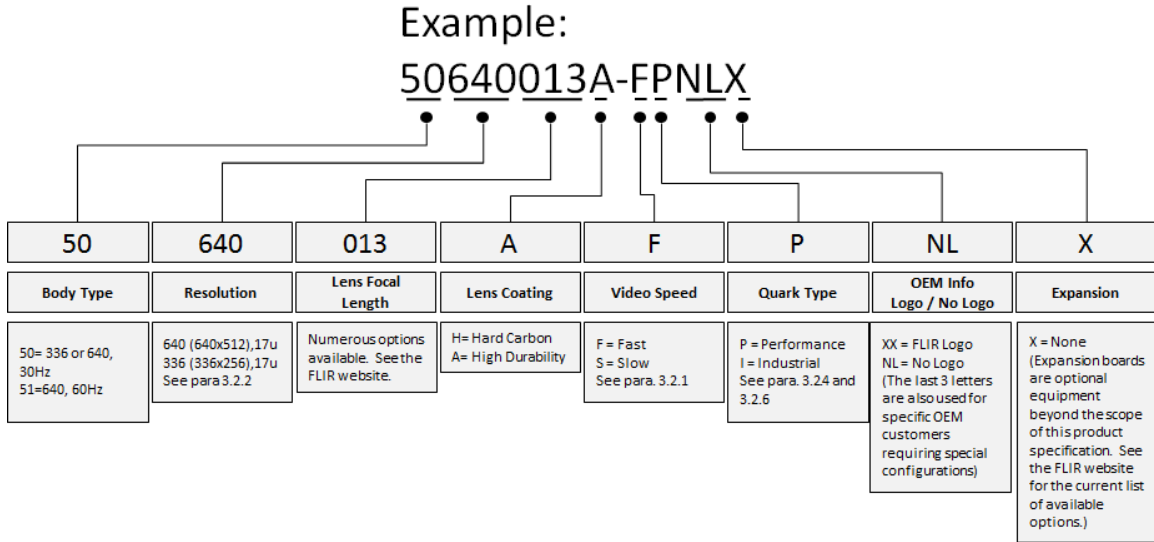 Example:
50640013A-FPNLX
50
640
013
A
F
P
NL
X
Body Type
Resolution
Lens Focal
Length
Lens Coating
Video Speed
Quark Type
OEM Info
Logo / No Logo
Expansion
50= 336 or 640,
30Hz
51=640, 60Hz
640 (640x512),17u
336 (336x256),17u
See para 3.2.2
Numerous options
available. See the
FLIR website.
H= Hard Carbon
A= High Durability
F = Fast
S = Slow
See para. 3.2.1
P = Performance
I = Industrial
See para. 3.2.4 and
3.2.6
XX = FLIR Logo
NL = No Logo
(The last 3 letters
are also used for
specific OEM
customers
requiring special
configurations)
X = None
(Expansion boards
are optional
equipment
beyond the scope
of this product
specification. See
the FLIR website
for the current list
of available
options.)